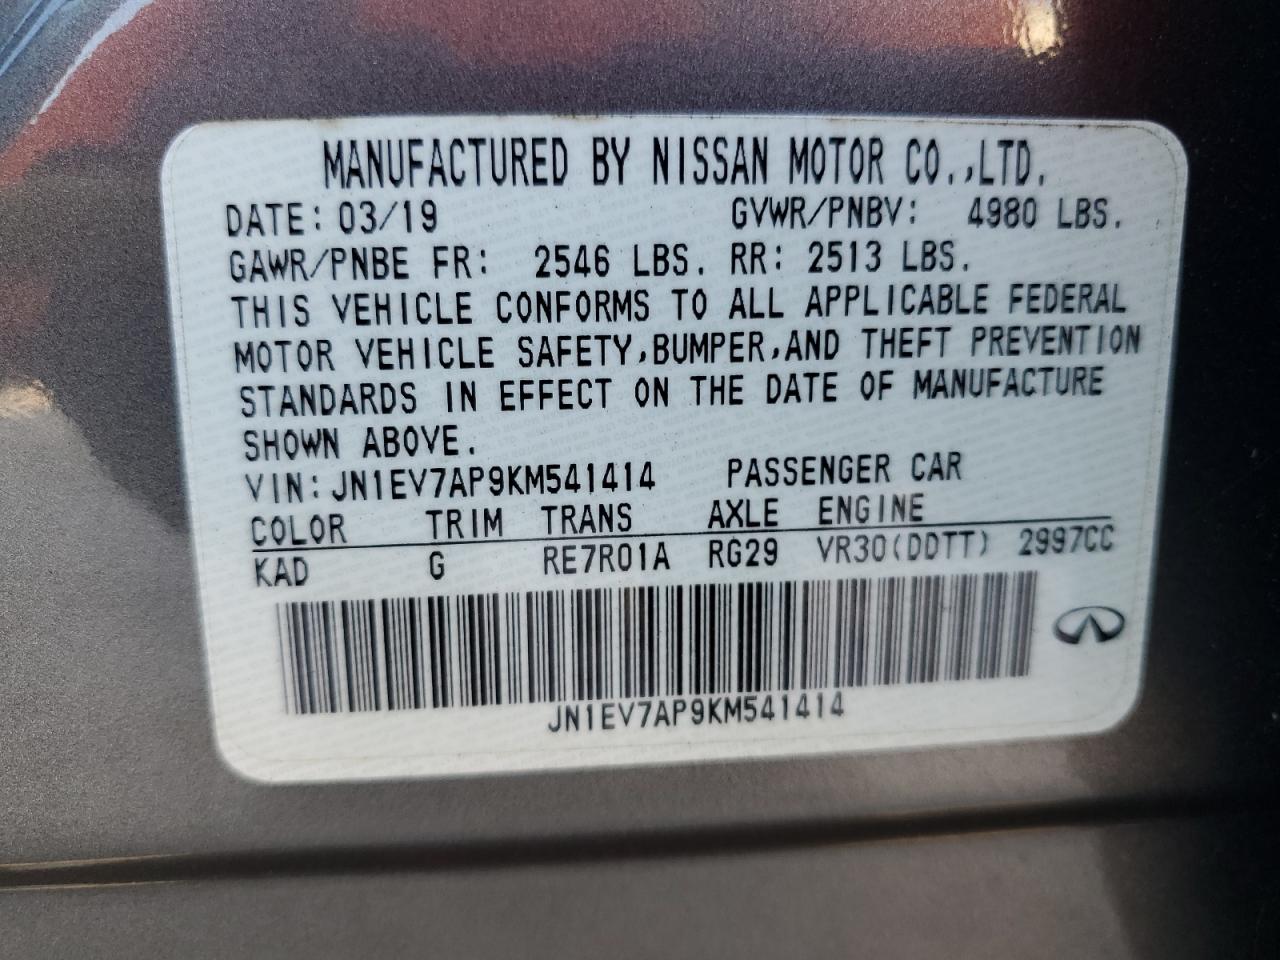 MANUFACTURED BY NISSAN MOTOR CO.,LTD.
DATE: 03/19 GVWR/PNBV: 4980 LBS.
GAWR/PNBE FR: 2546 LBS. RR: 2513 LBS.
THIS VEHICLE CONFORMS TO ALL APPLICABLE FEDERAL
MOTOR VEHICLE SAFETY,BUMPER,AND THEFT PREVENTION
STANDARDS IN EFFECT ON THE DATE OF MANUFACTURE
SHOWN ABOVE.
VIN: JN1EV7AP9KM541414 PASSENGER CAR
COLOR TRIM TRANS AXLE ENGINE
KAD G RE7R01A RG29 VR30(DDTT) 2997CC
JN1EV7AP9KM541414